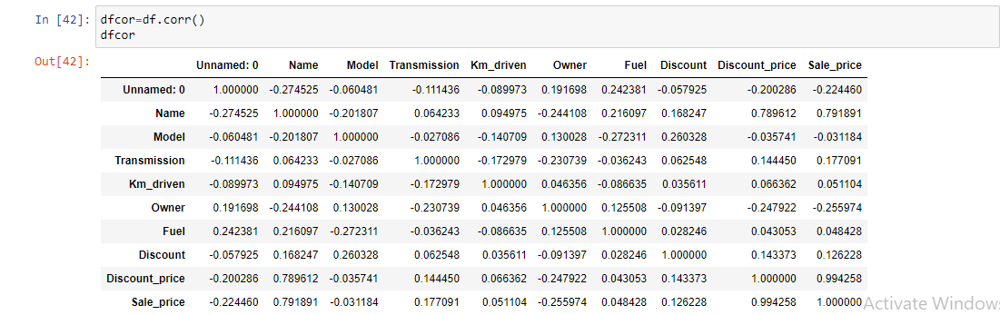 In [42]: dfcor=df.corr()
dfcor
Out[42]:
Unnamed: 0 Name Model Transmission Km_driven Owner Fuel Discount Discount_price Sale_price
Unnamed: 0 1.000000 -0.274525 -0.060481 -0.111436 -0.089973 0.191698 0.242381 -0.057925 -0.200286 -0.224460
Name -0.274525 1.000000 -0.201807 0.064233 0.094975 -0.244108 0.216097 0.168247 0.789612 0.791891
Model -0.060481 -0.201807 1.000000 -0.027086 -0.140709 0.130028 -0.272311 0.260328 -0.035741 -0.031184
Transmission -0.111436 0.064233 -0.027086 1.000000 -0.172979 -0.230739 -0.036243 0.062548 0.144450 0.177091
Km_driven -0.089973 0.094975 -0.140709 -0.172979 1.000000 0.046356 -0.086635 0.035611 0.066362 0.051104
Owner 0.191698 -0.244108 0.130028 -0.230739 0.046356 1.000000 0.125508 -0.091397 -0.247922 -0.255974
Fuel 0.242381 0.216097 -0.272311 -0.036243 -0.086635 0.125508 1.000000 0.028246 0.043053 0.048428
Discount -0.057925 0.168247 0.260328 0.062548 0.035611 -0.091397 0.028246 1.000000 0.143373 0.126228
Discount_price -0.200286 0.789612 -0.035741 0.144450 0.066362 -0.247922 0.043053 0.143373 1.000000 0.994258
Sale_price -0.224460 0.791891 -0.031184 0.177091 0.051104 -0.255974 0.048428 0.126228 0.994258 1.000000
Activate Windows